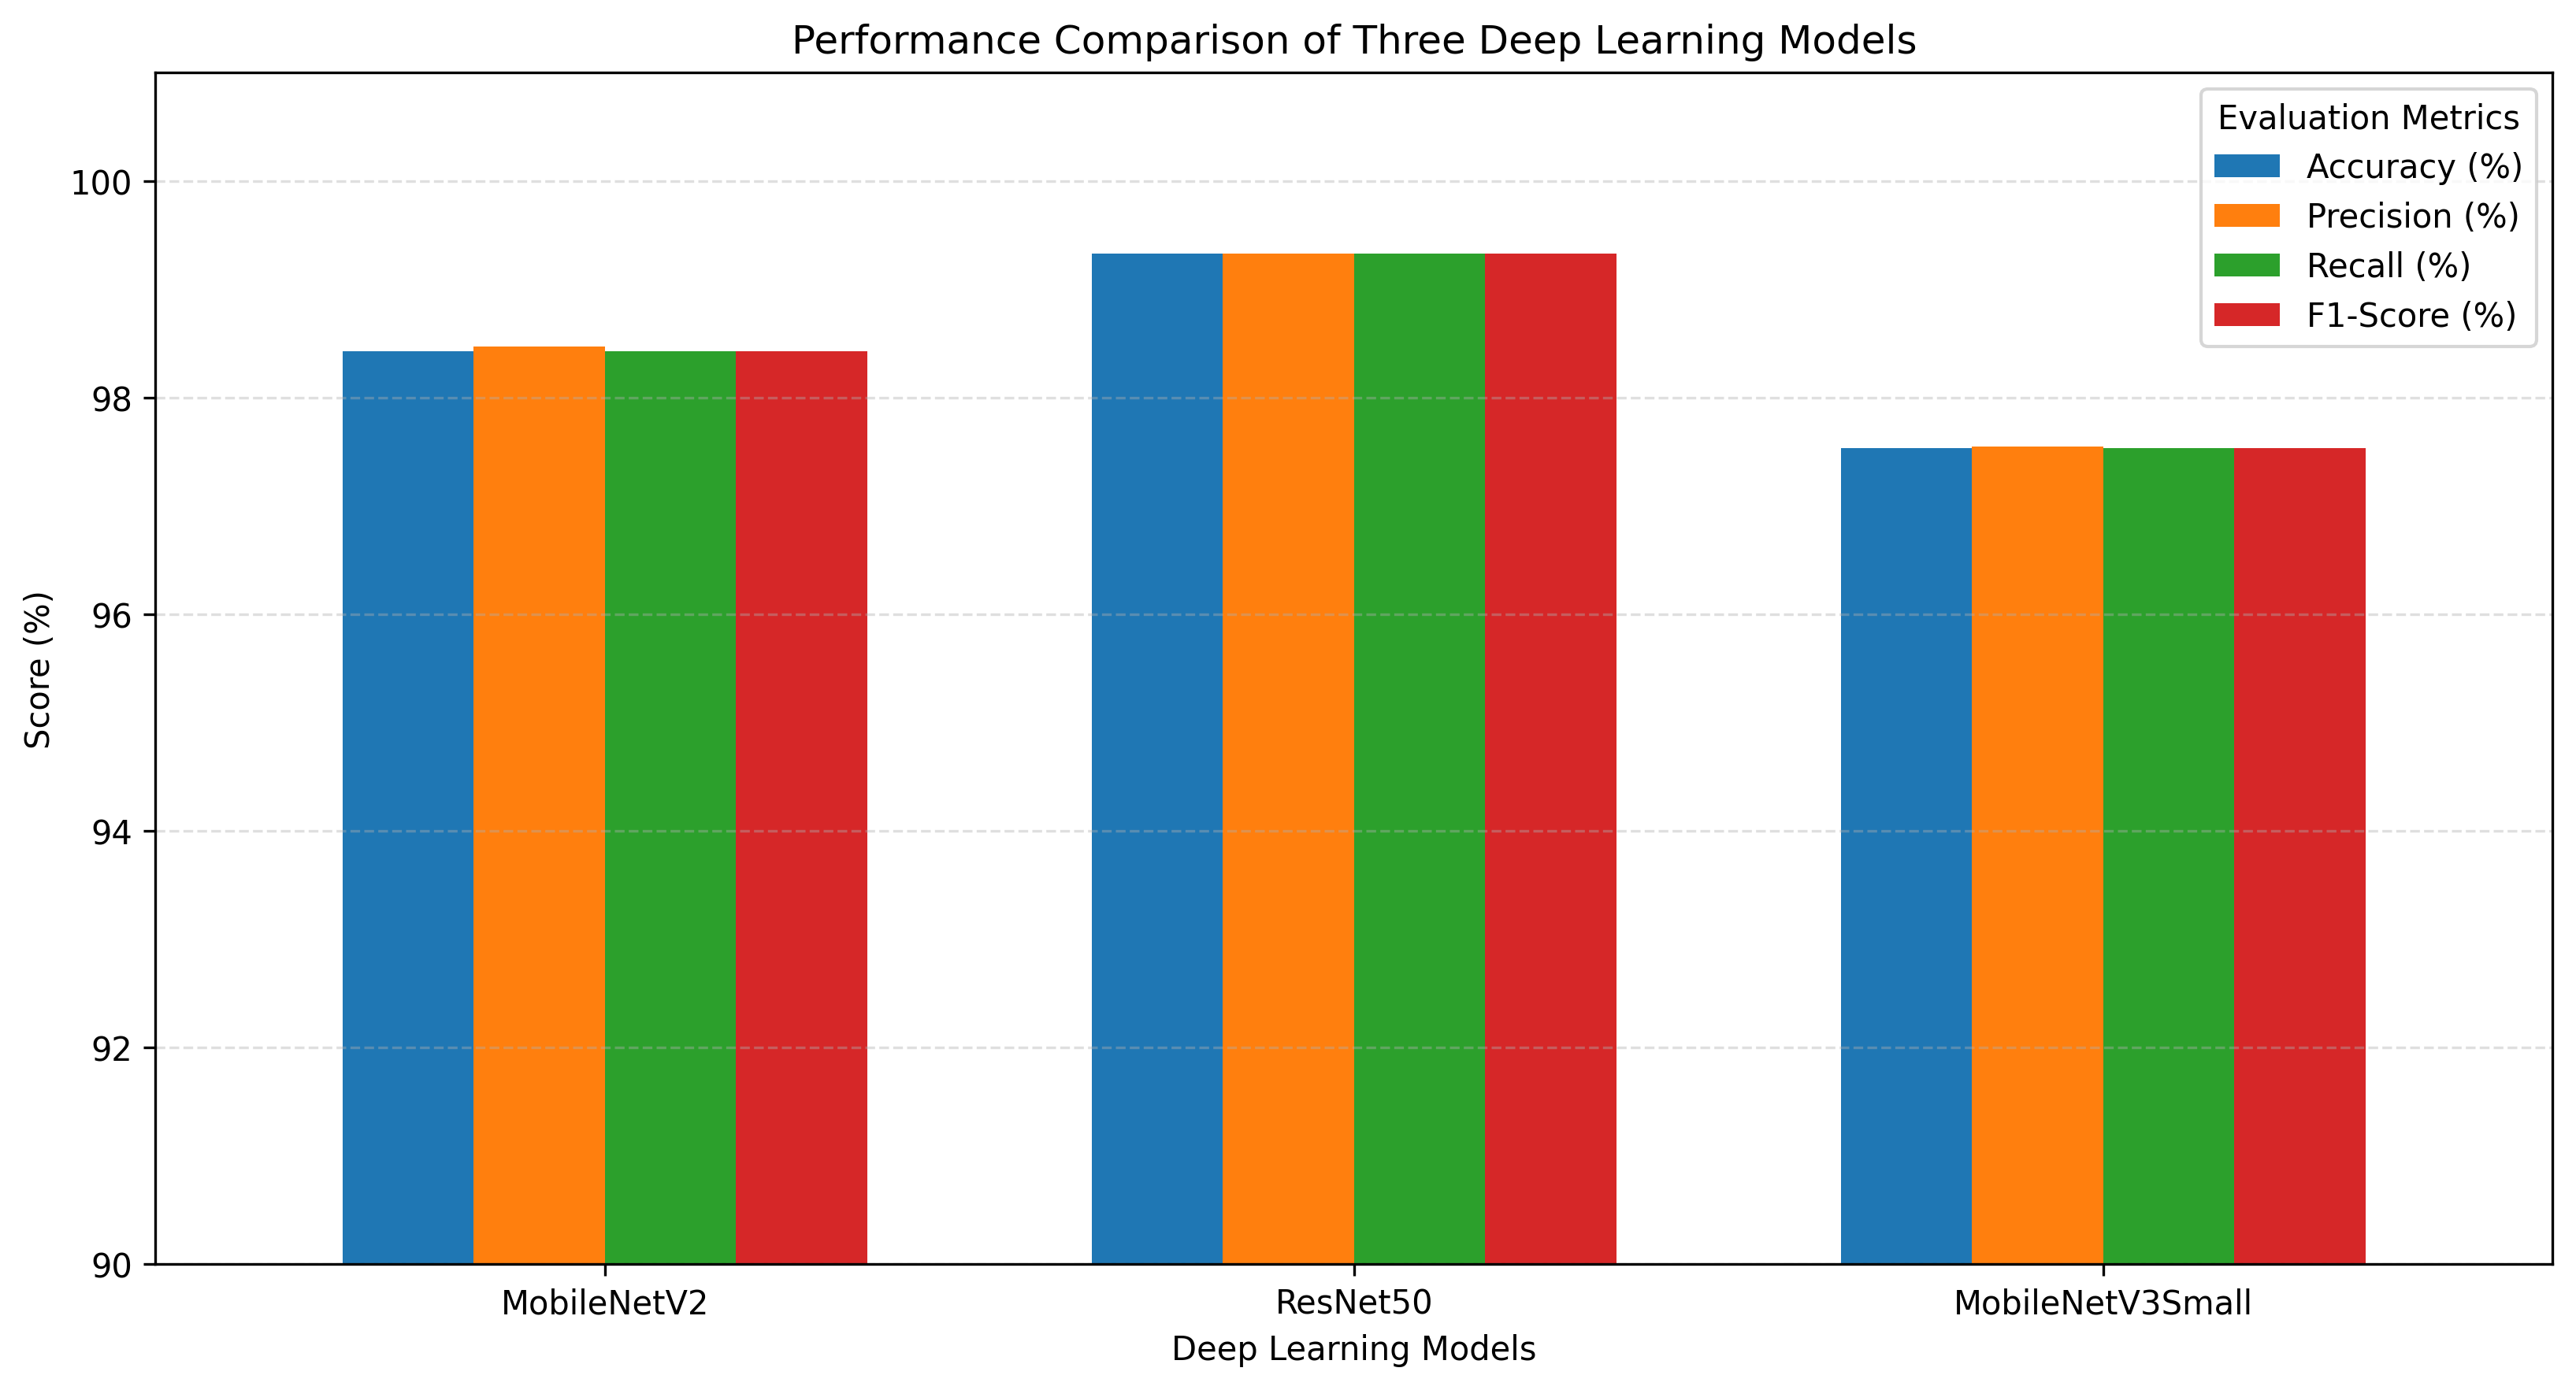 Performance Comparison of Three Deep Learning Models
Evaluation Metrics
Accuracy (%)
Precision (%)
Recall (%)
F1-Score (%)
Score (%)
100
98
96
94
92
90
MobileNetV2
ResNet50
MobileNetV3Small
Deep Learning Models